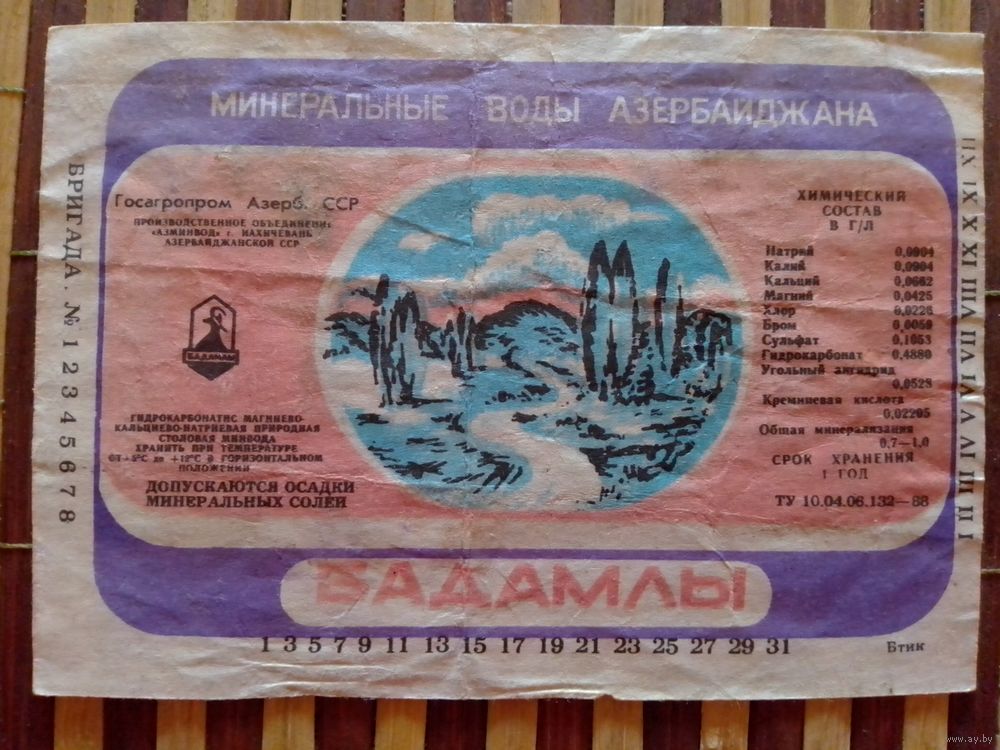 МИНЕРАЛЬНЫЕ ВОДЫ АЗЕРБАЙДЖАНА
БРИГАДА. № 1 2 3 4 5 6 7 8
Госагропром Азерб. ССР
ПРОИЗВОДСТВЕННОЕ ОБЪЕДИНЕНИЕ
«АЗМИНВОД» г. НАХИЧЕВАНЬ
АЗЕРБАЙДЖАНСКОЙ ССР
БАДАМЛЫ
ГИДРОКАРБОНАТНС МАГНИЕВО-
КАЛЬЦИЕВО-НАТРИЕВАЯ ПРИРОДНАЯ
СТОЛОВАЯ МИНВОДА
ХРАНИТЬ ПРИ ТЕМПЕРАТУРЕ
ОТ +5°С до +12°С В ГОРИЗОНТАЛЬНОМ
ПОЛОЖЕНИИ
ДОПУСКАЮТСЯ ОСАДКИ
МИНЕРАЛЬНЫХ СОЛЕЙ
ХИМИЧЕСКИЙ
СОСТАВ
В Г/Л
Натрий 0,0904
Калий 0,0904
Кальций 0,0662
Магний 0,0425
Хлор 0,0226
Бром 0,0059
Сульфат 0,1053
Гидрокарбонат 0,4880
Угольный ангидрид
0,0528
Кремниевая кислота
0,02205
Общая минерализация
0,7—1,0
СРОК ХРАНЕНИЯ
1 ГОД
ТУ 10.04.06.132—88
I II III IV V VI VII VIII IX X XI XII
БАДАМЛЫ
1 3 5 7 9 11 13 15 17 19 21 23 25 27 29 31
Бтик
www.ay.by